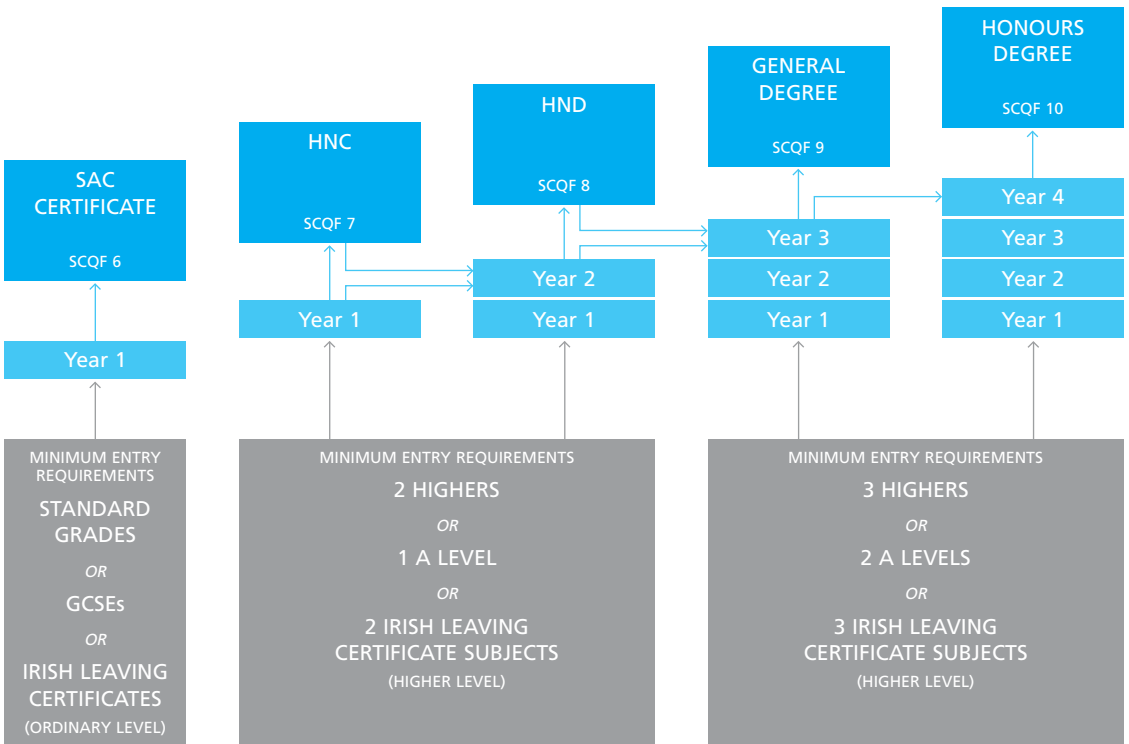 SAC
CERTIFICATE
SCQF 6
Year 1
MINIMUM ENTRY
REQUIREMENTS
STANDARD
GRADES
OR
GCSEs
OR
IRISH LEAVING
CERTIFICATES
(ORDINARY LEVEL)
HNC
SCQF 7
Year 1
HND
SCQF 8
Year 2
Year 1
MINIMUM ENTRY REQUIREMENTS
2 HIGHERS
OR
1 A LEVEL
OR
2 IRISH LEAVING
CERTIFICATE SUBJECTS
(HIGHER LEVEL)
GENERAL
DEGREE
SCQF 9
Year 3
Year 2
Year 1
HONOURS
DEGREE
SCQF 10
Year 4
Year 3
Year 2
Year 1
MINIMUM ENTRY REQUIREMENTS
3 HIGHERS
OR
2 A LEVELS
OR
3 IRISH LEAVING
CERTIFICATE SUBJECTS
(HIGHER LEVEL)